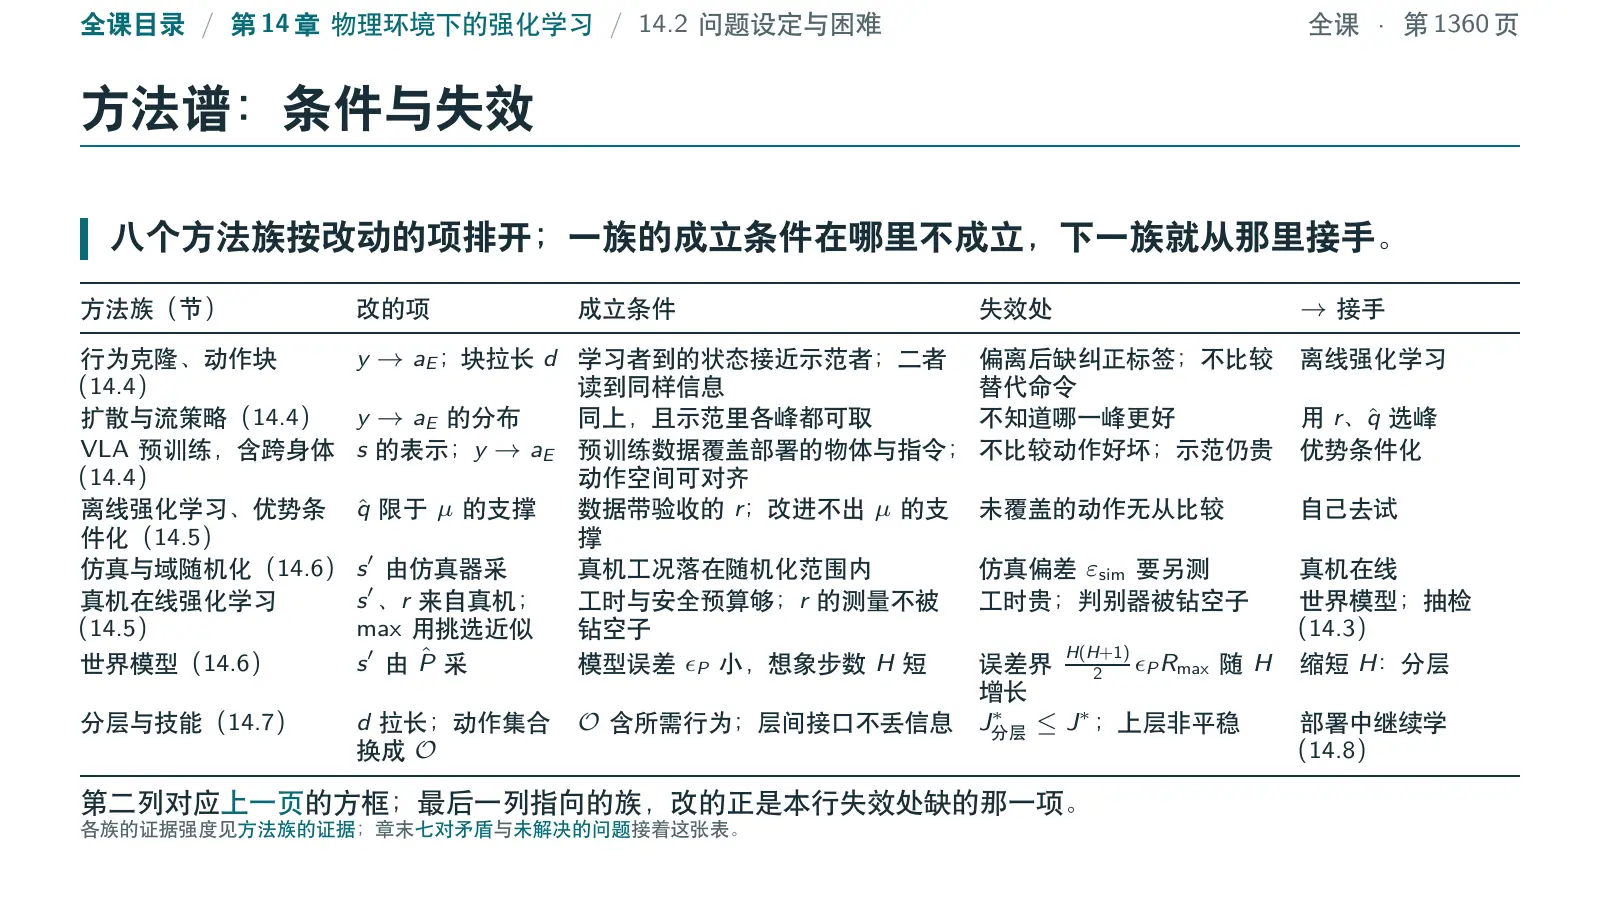 全课目录 / 第 14 章 物理环境下的强化学习 / 14.2 问题设定与困难
全课 · 第 1360 页
方法谱：条件与失效
八个方法族按改动的项排开；一族的成立条件在哪里不成立，下一族就从那里接手。
方法族（节） 改的项 成立条件 失效处 → 接手
行为克隆、动作块 y → a_E；块拉长 d 学习者到的状态接近示范者；二者 偏离后缺纠正标签；不比较 离线强化学习
(14.4) 读到同样信息 替代命令
扩散与流策略（14.4） y → a_E 的分布 同上，且示范里各峰都可取 不知道哪一峰更好 用 r、q̂ 选峰
VLA 预训练，含跨身体 s 的表示；y → a_E 预训练数据覆盖部署的物体与指令； 不比较动作好坏；示范仍贵 优势条件化
(14.4) 动作空间可对齐
离线强化学习、优势条 q̂ 限于 μ 的支撑 数据带验收的 r；改进不出 μ 的支 未覆盖的动作无从比较 自己去试
件化（14.5） 撑
仿真与域随机化（14.6） s′ 由仿真器采 真机工况落在随机化范围内 仿真偏差 ε_sim 要另测 真机在线
真机在线强化学习 s′、r 来自真机； 工时与安全预算够；r 的测量不被 工时贵；判别器被钻空子 世界模型；抽检
(14.5) max 用挑选近似 钻空子 (14.3)
世界模型（14.6） s′ 由 P̂ 采 模型误差 ϵ_P 小，想象步数 H 短 误差界 H(H+1)/2 ϵ_P R_max 随 H 缩短 H：分层
增长
分层与技能（14.7） d 拉长；动作集合 𝒪 含所需行为；层间接口不丢信息 J*_分层 ≤ J*；上层非平稳 部署中继续学
换成 𝒪 (14.8)
第二列对应上一页的方框；最后一列指向的族，改的正是本行失效处缺的那一项。
各族的证据强度见方法族的证据；章末七对矛盾与未解决的问题接着这张表。